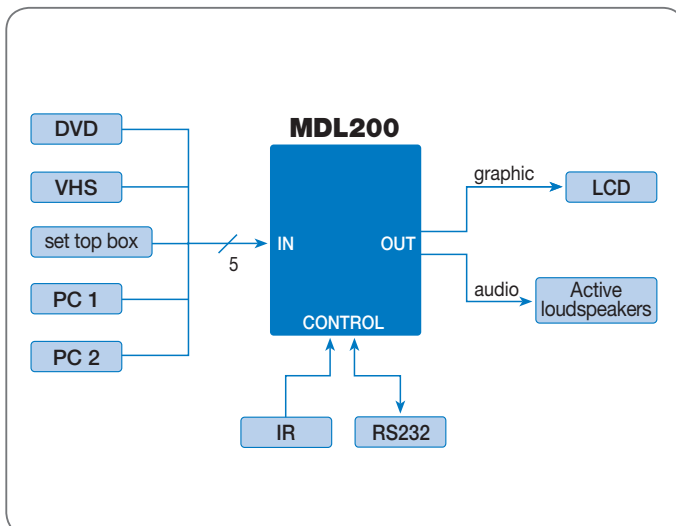 MDL200
DVD
VHS
set top box
PC 1
PC 2
5
IN
OUT
CONTROL
graphic
LCD
audio
Active
loudspeakers
IR
RS232